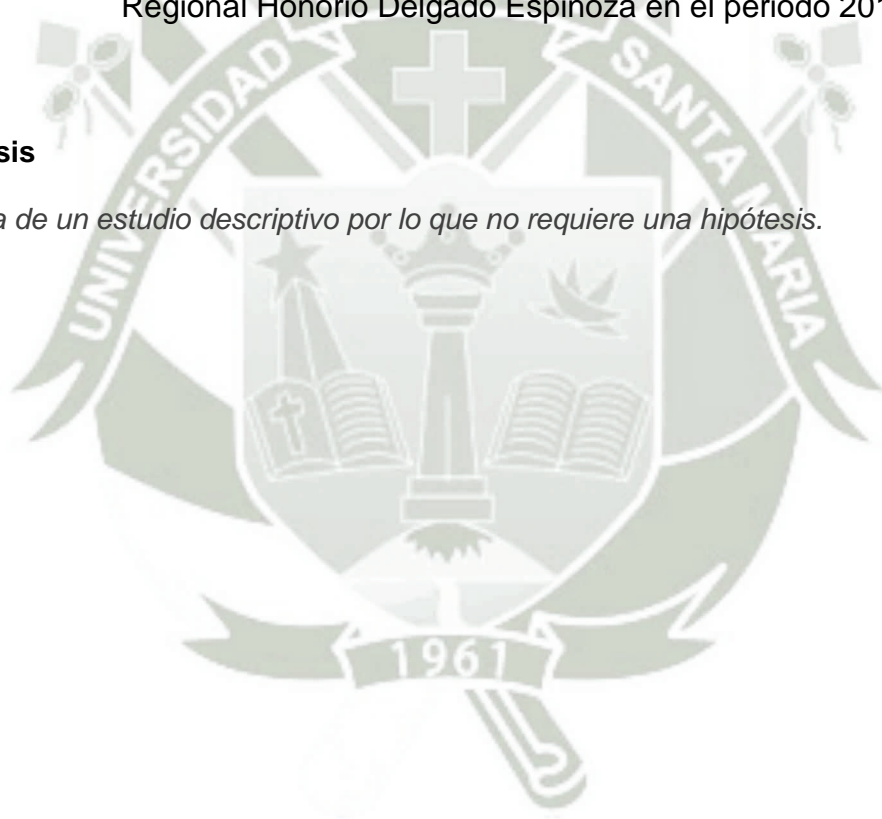 Regional Honorio Delgado Espinoza en el periodo 201
sis
a de un estudio descriptivo por lo que no requiere una hipótesis.
UNIVERSIDAD
SANTA MARIA
1961